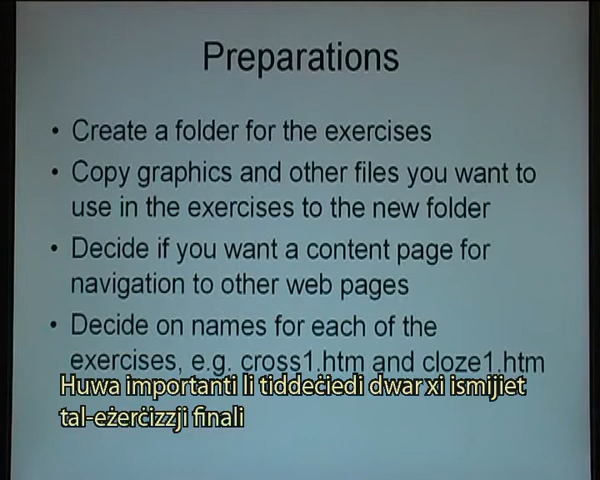 Preparations
• Create a folder for the exercises
• Copy graphics and other files you want to
use in the exercises to the new folder
• Decide if you want a content page for
navigation to other web pages
• Decide on names for each of the
exercises, e.g. cross1.htm and cloze1.htm
Huwa importanti li tiddeċiedi dwar xi ismijiet
tal-eżerċizzji finali